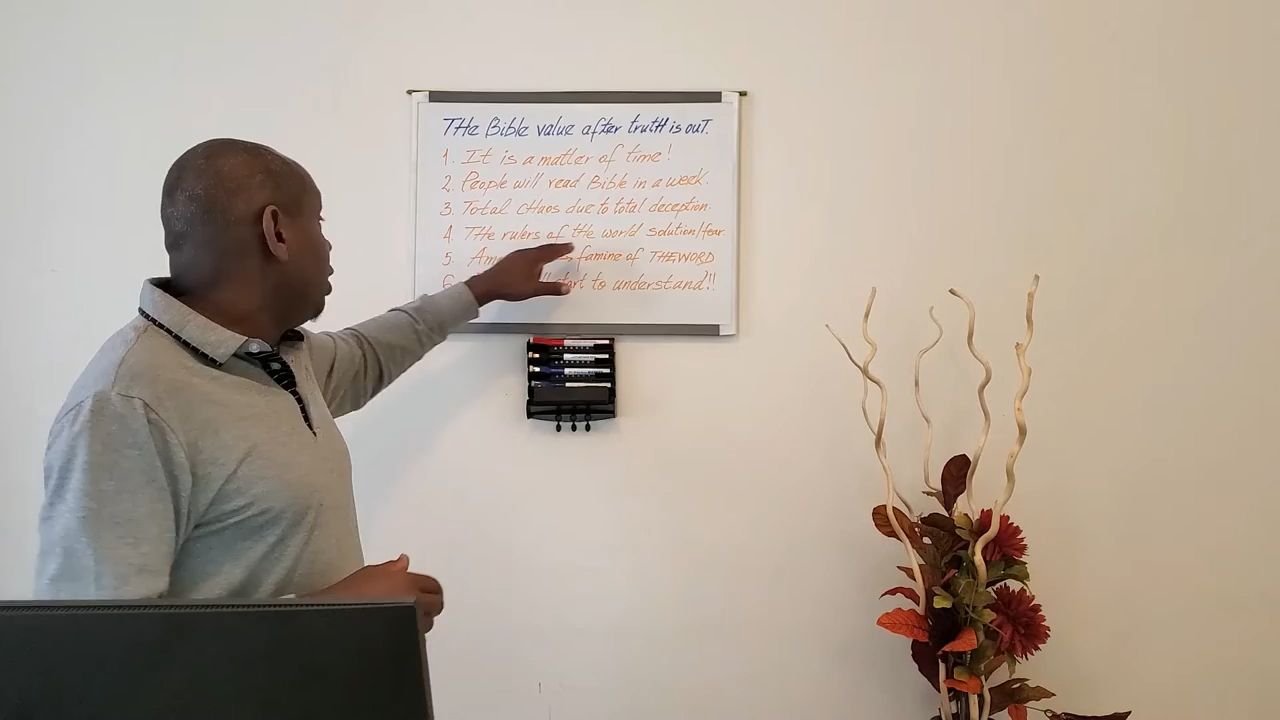 THe Bible value after truth is out.
1. It is a matter of time!
2. People will read Bible in a week.
3. Total CHaos due to total deception.
4. THe rulers of tHe world solution/fear
5. famine of THE WORD
6. to understand!!